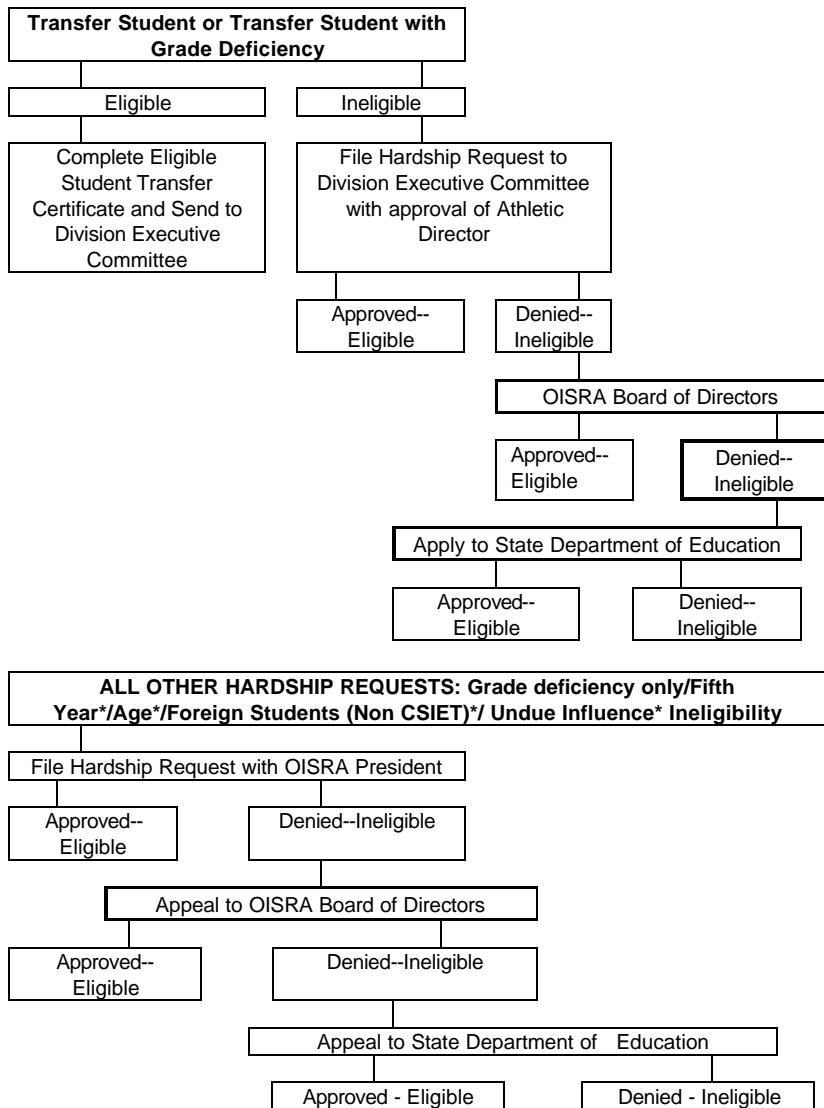 Transfer Student or Transfer Student with
Grade Deficiency
Eligible
Ineligible
Complete Eligible
Student Transfer
Certificate and Send to
Division Executive
Committee
File Hardship Request to
Division Executive Committee
with approval of Athletic
Director
Approved--
Eligible
Denied--
Ineligible
OISRA Board of Directors
Approved--
Eligible
Denied--
Ineligible
Apply to State Department of Education
Approved--
Eligible
Denied--
Ineligible
ALL OTHER HARDSHIP REQUESTS: Grade deficiency only/Fifth
Year*/Age*/Foreign Students (Non CSIET)*/ Undue Influence* Ineligibility
File Hardship Request with OISRA President
Approved--
Eligible
Denied--Ineligible
Appeal to OISRA Board of Directors
Approved--
Eligible
Denied--Ineligible
Appeal to State Department of Education
Approved - Eligible
Denied - Ineligible